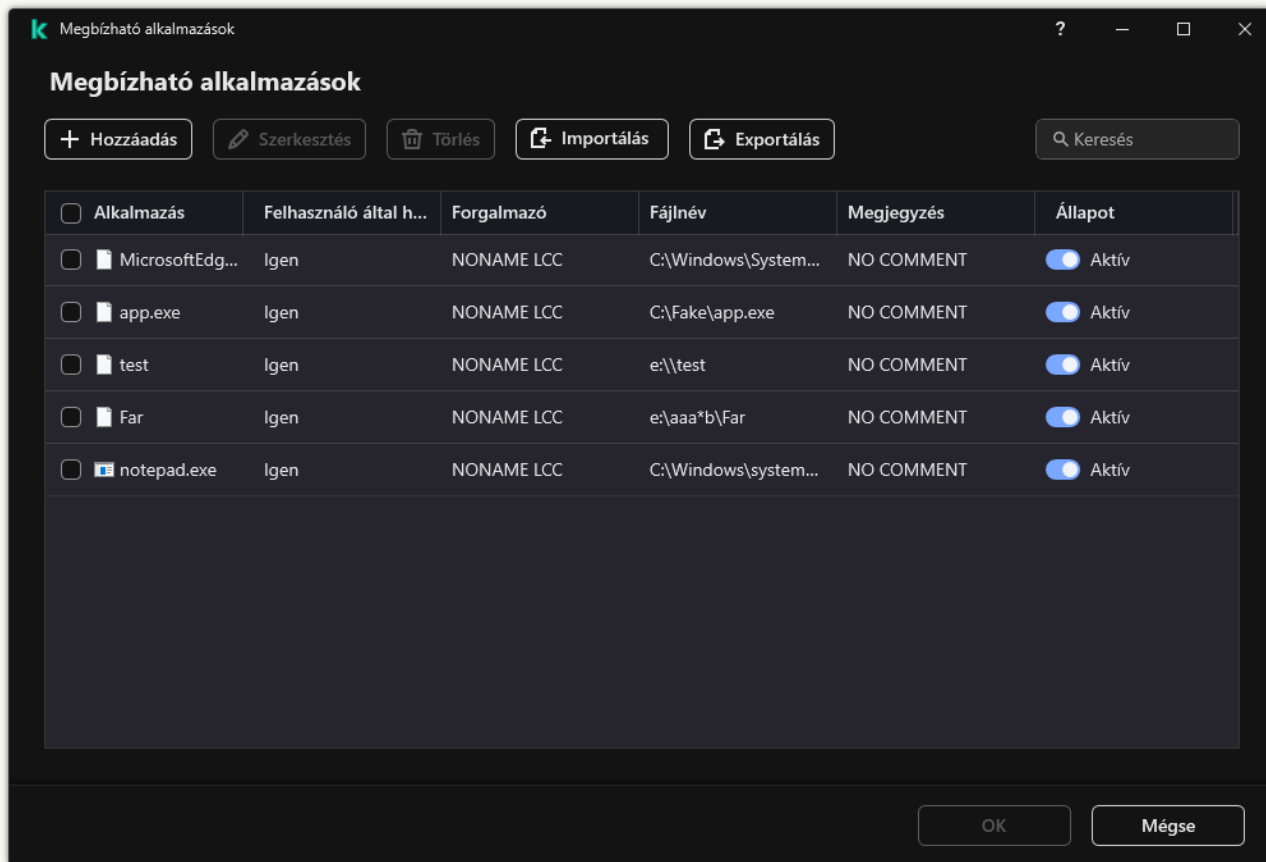 Megbízható alkalmazások
Megbízható alkalmazások
Hozzáadás Szerkesztés Törlés Importálás Exportálás Keresés
Alkalmazás Felhasználó által h... Forgalmazó Fájlnév Megjegyzés Állapot
MicrosoftEdg... Igen NONAME LCC C:\Windows\System... NO COMMENT Aktív
app.exe Igen NONAME LCC C:\Fake\app.exe NO COMMENT Aktív
test Igen NONAME LCC e:\\test NO COMMENT Aktív
Far Igen NONAME LCC e:\aaa*b\Far NO COMMENT Aktív
notepad.exe Igen NONAME LCC C:\Windows\system... NO COMMENT Aktív
OK Mégse